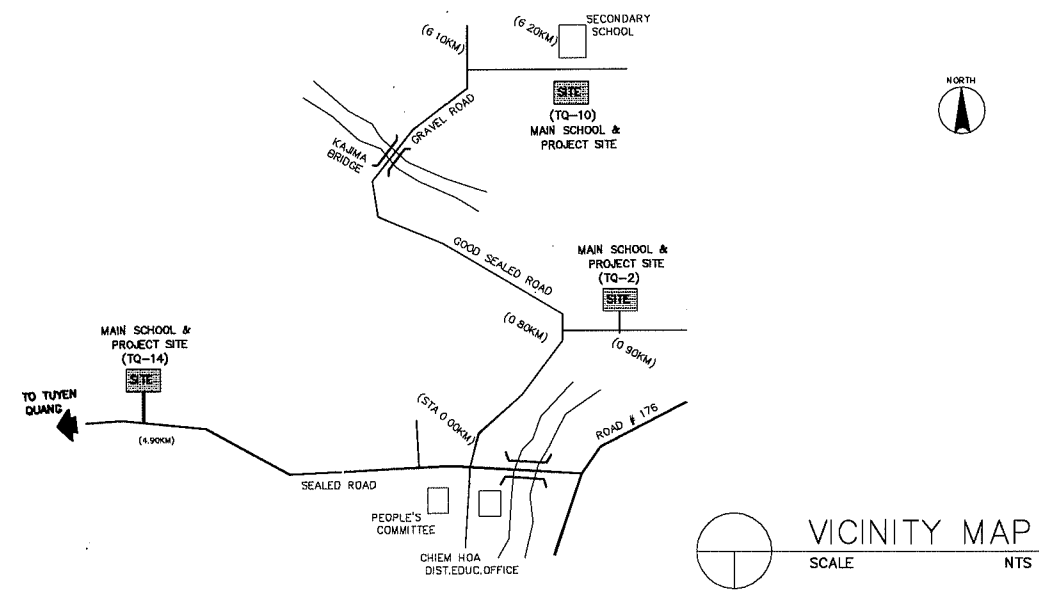 SECONDARY
SCHOOL
(6 10KM)
(6 20KM)
NORTH
SITE
(TQ-10)
MAIN SCHOOL &
PROJECT SITE
GRAVEL ROAD
KAJIMA
BRIDGE
GOOD SEALED ROAD
MAIN SCHOOL &
PROJECT SITE
(TQ-2)
SITE
(0 80KM)
(0 90KM)
MAIN SCHOOL &
PROJECT SITE
(TQ-14)
SITE
TO TUYEN
QUANG
(4.90KM)
(STA 0 00KM)
ROAD # 176
SEALED ROAD
PEOPLE'S
COMMITTEE
CHIEM HOA
DIST.EDUC.OFFICE
VICINITY MAP
SCALE NTS